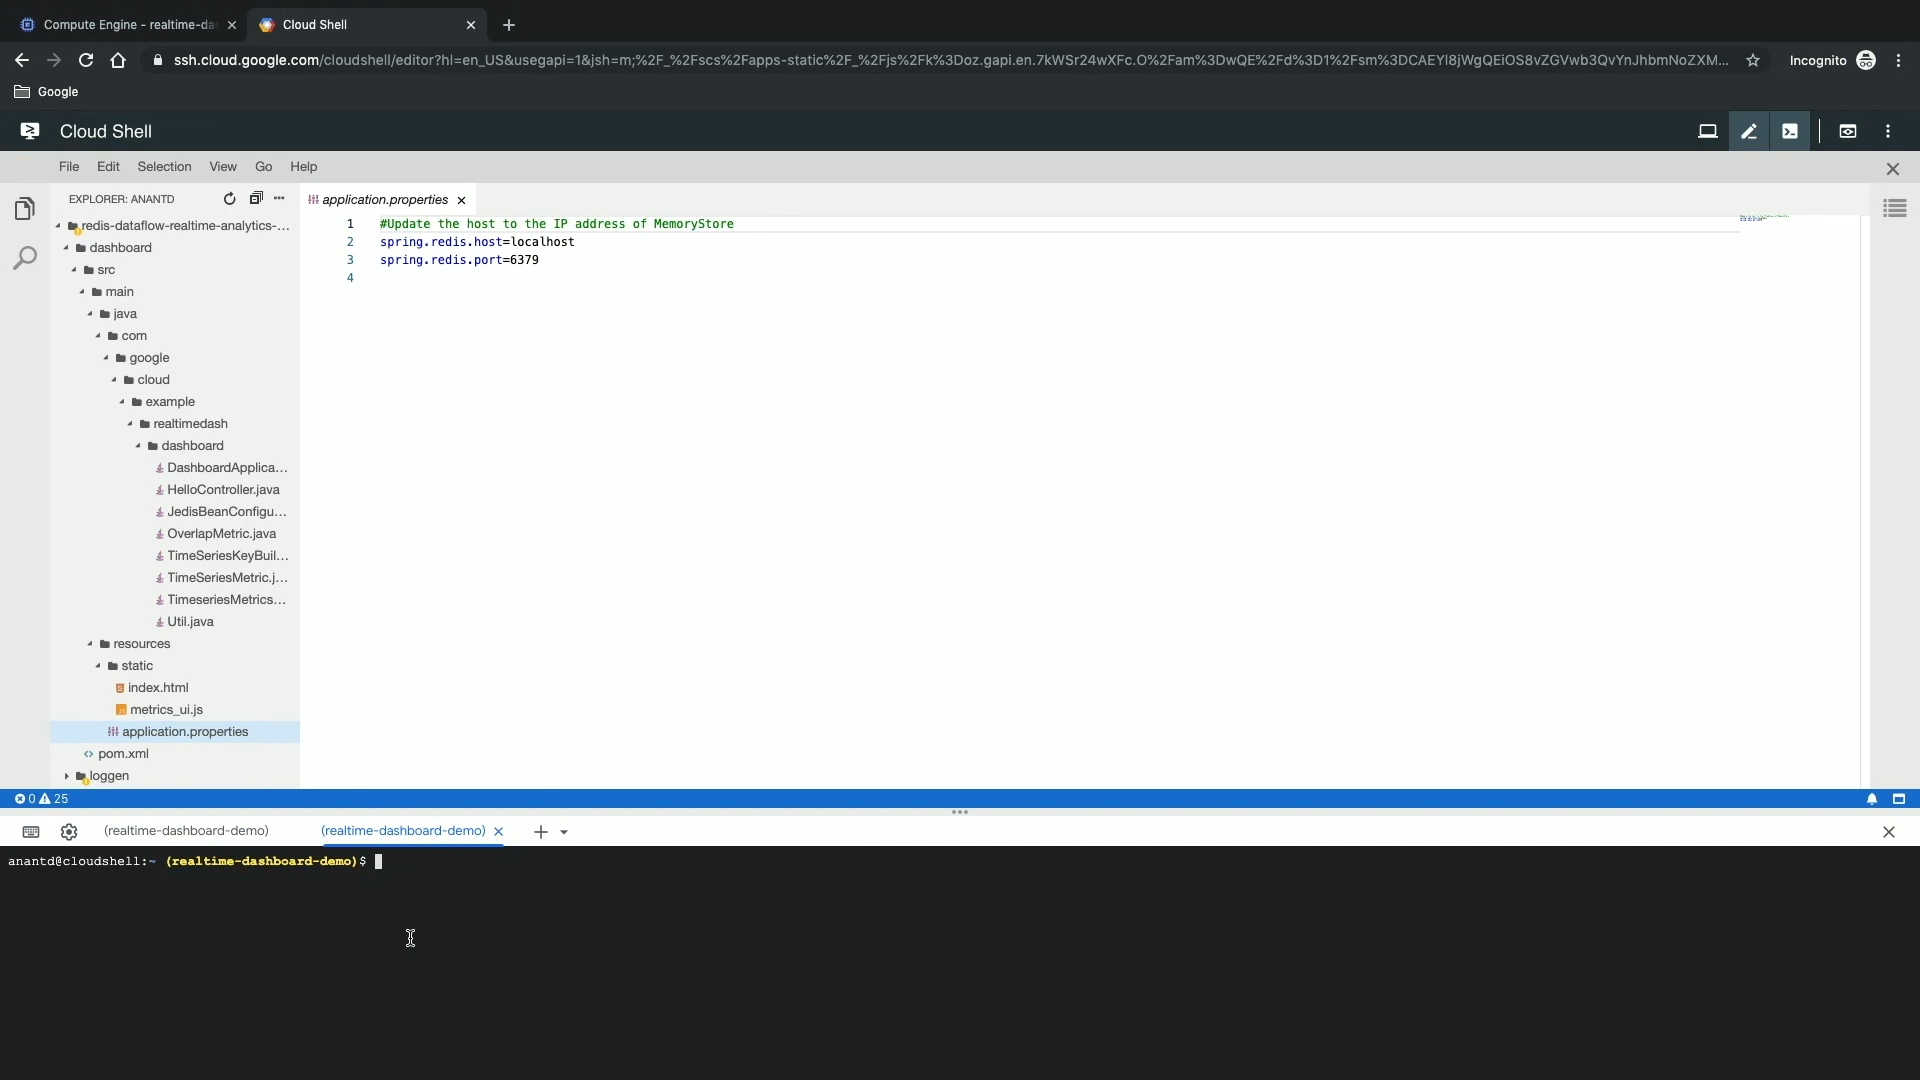 Compute Engine - realtime-da
Cloud Shell
ssh.cloud.google.com/cloudshell/editor?hl=en_US&usegapi=1&jsh=m;%2F_%2Fscs%2Fapps-static%2F_%2Fjs%2Fk%3Doz.gapi.en.7kWSr24wXFc.O%2Fam%3DwQE%2Fd%3D1%2Fsm%3DCAEYl8jWgQEiOS8vZGVwb3QvYnJhbmNoZXM...
Incognito
Google
Cloud Shell
File Edit Selection View Go Help
EXPLORER: ANANTD
redis-dataflow-realtime-analytics-...
dashboard
src
main
java
com
google
cloud
example
realtimedash
dashboard
DashboardApplica...
HelloController.java
JedisBeanConfigu...
OverlapMetric.java
TimeSeriesKeyBuil...
TimeSeriesMetric.j...
TimeseriesMetrics...
Util.java
resources
static
index.html
metrics_ui.js
application.properties
pom.xml
loggen
application.properties
1 #Update the host to the IP address of MemoryStore
2 spring.redis.host=localhost
3 spring.redis.port=6379
4
0 25
(realtime-dashboard-demo) (realtime-dashboard-demo)
anantd@cloudshell:~ (realtime-dashboard-demo)$